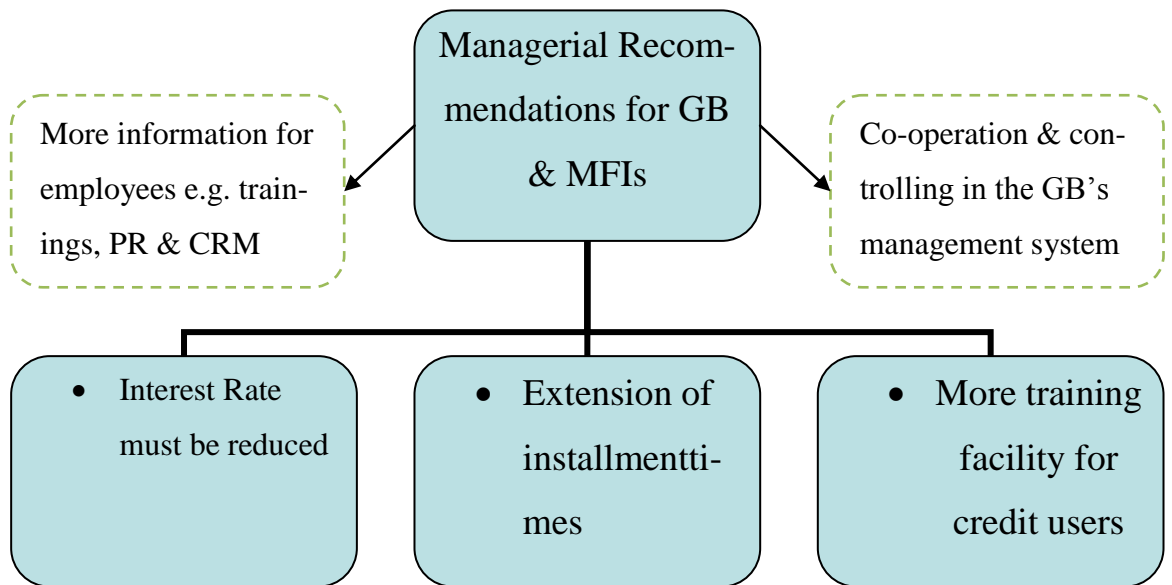 Managerial Recom-
mendations for GB
& MFIs
More information for
employees e.g. train-
ings, PR & CRM
Co-operation & con-
trolling in the GB’s
management system
• Interest Rate
must be reduced
• Extension of
installmentti-
mes
• More training
facility for
credit users